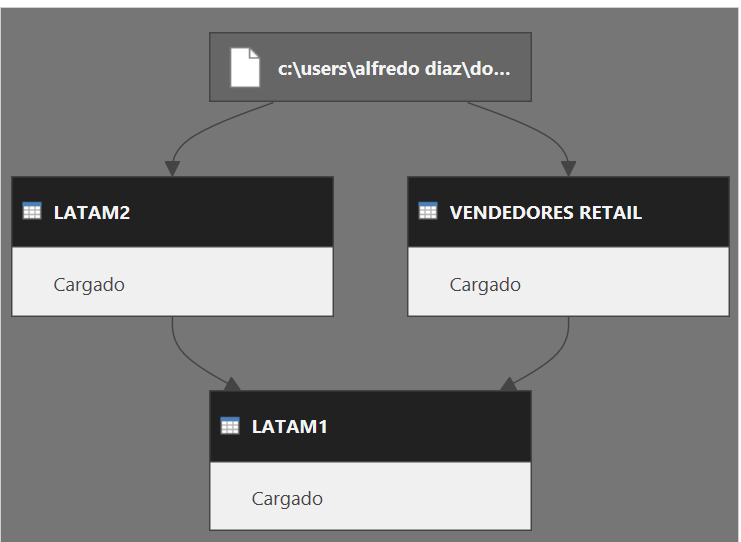 c:\users\alfredo diaz\do...
LATAM2
VENDEDORES RETAIL
Cargado
Cargado
LATAM1
Cargado